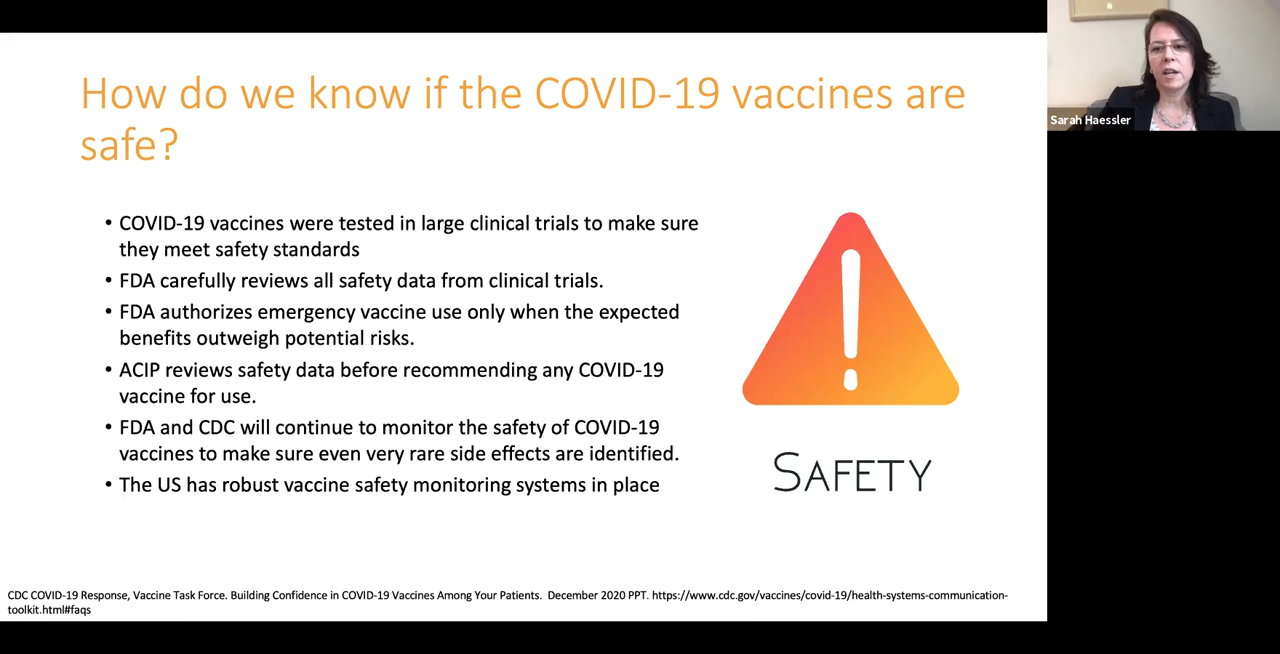 How do we know if the COVID-19 vaccines are
safe?
• COVID-19 vaccines were tested in large clinical trials to make sure
they meet safety standards
• FDA carefully reviews all safety data from clinical trials.
• FDA authorizes emergency vaccine use only when the expected
benefits outweigh potential risks.
• ACIP reviews safety data before recommending any COVID-19
vaccine for use.
• FDA and CDC will continue to monitor the safety of COVID-19
vaccines to make sure even very rare side effects are identified.
• The US has robust vaccine safety monitoring systems in place
SAFETY
CDC COVID-19 Response, Vaccine Task Force. Building Confidence in COVID-19 Vaccines Among Your Patients. December 2020 PPT. https://www.cdc.gov/vaccines/covid-19/health-systems-communication-
toolkit.html#faqs
Sarah Haessler